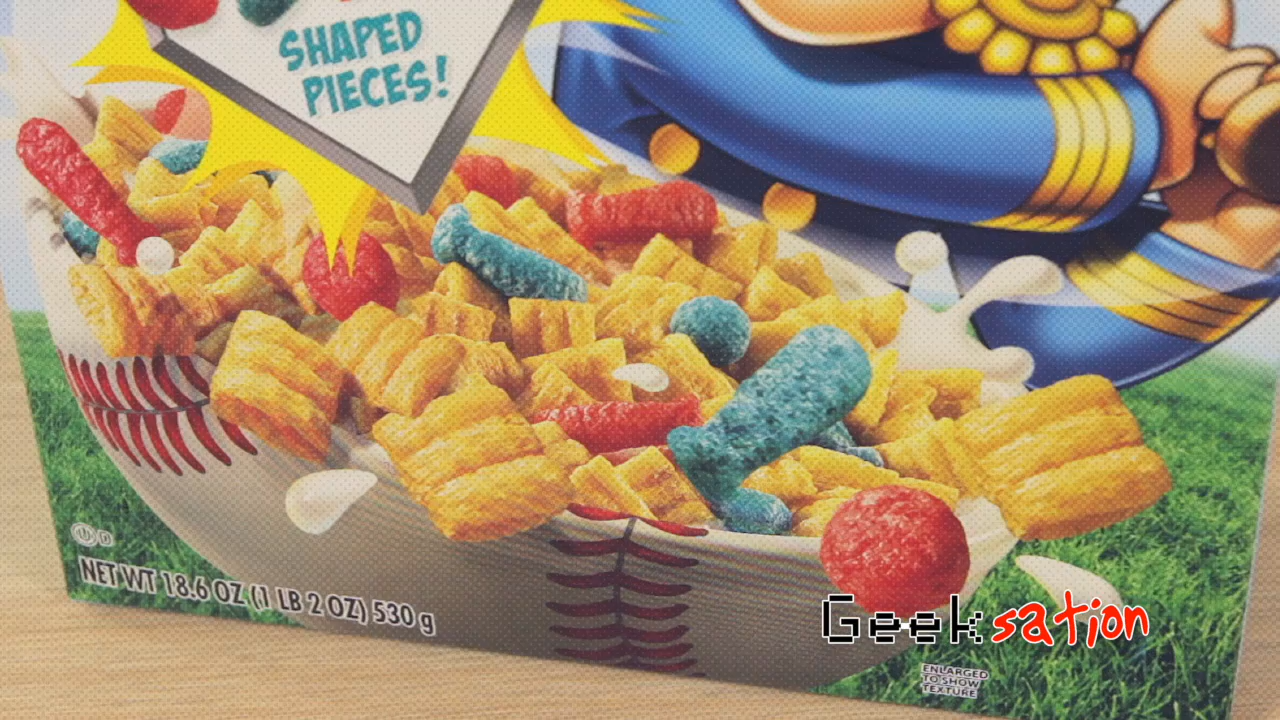 SHAPED
PIECES!
U D
NET WT 18.6 OZ (1 LB 2 OZ) 530 g
Geeksation
ENLARGED
TO SHOW
TEXTURE